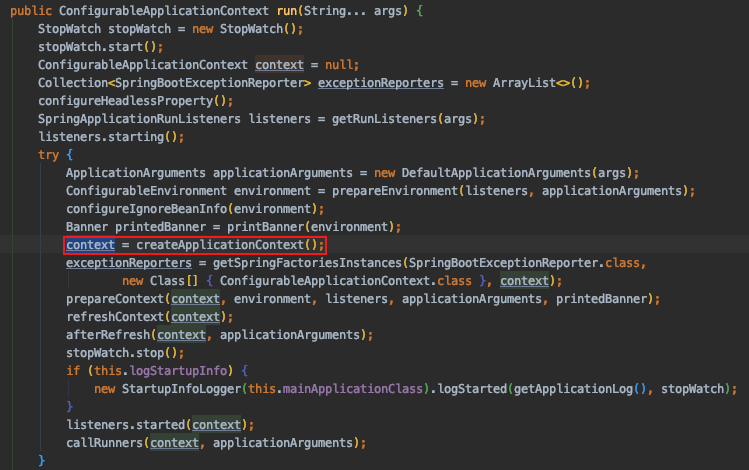 public ConfigurableApplicationContext run(String... args) {
StopWatch stopWatch = new StopWatch();
stopWatch.start();
ConfigurableApplicationContext context = null;
Collection<SpringBootExceptionReporter> exceptionReporters = new ArrayList<>();
configureHeadlessProperty();
SpringApplicationRunListeners listeners = getRunListeners(args);
listeners.starting();
try {
ApplicationArguments applicationArguments = new DefaultApplicationArguments(args);
ConfigurableEnvironment environment = prepareEnvironment(listeners, applicationArguments);
configureIgnoreBeanInfo(environment);
Banner printedBanner = printBanner(environment);
context = createApplicationContext();
exceptionReporters = getSpringFactoriesInstances(SpringBootExceptionReporter.class,
new Class[] { ConfigurableApplicationContext.class }, context);
prepareContext(context, environment, listeners, applicationArguments, printedBanner);
refreshContext(context);
afterRefresh(context, applicationArguments);
stopWatch.stop();
if (this.logStartupInfo) {
new StartupInfoLogger(this.mainApplicationClass).logStarted(getApplicationLog(), stopWatch);
}
listeners.started(context);
callRunners(context, applicationArguments);
}